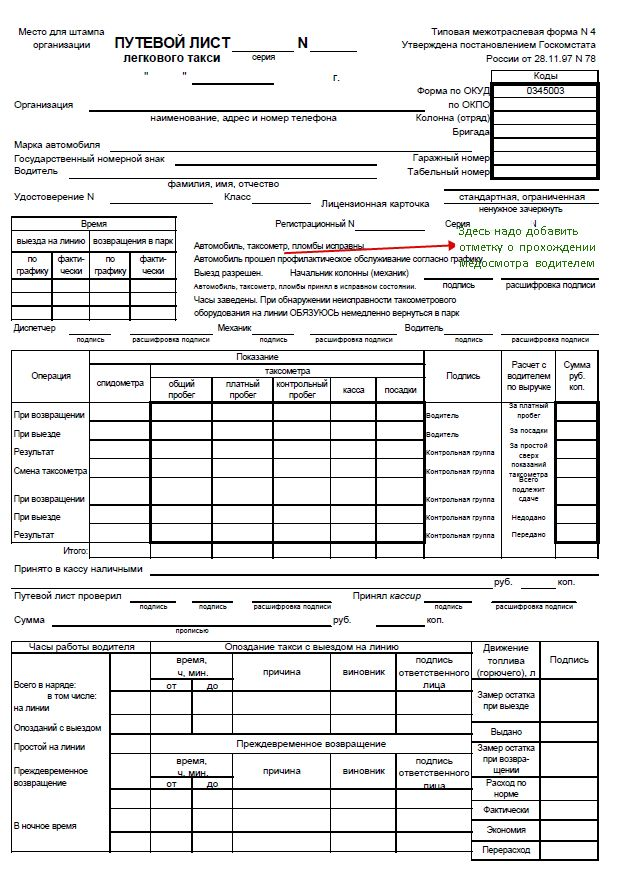 Место для штампа
организации
ПУТЕВОЙ ЛИСТ N
серия
легкового такси
" " г.
Типовая межотраслевая форма N 4
Утверждена постановлением Госкомстата
России от 28.11.97 N 78
Коды
Форма по ОКУД 0345003
Организация по ОКПО
наименование, адрес и номер телефона
Колонна (отряд)
Бригада
Марка автомобиля
Государственный номерной знак Гаражный номер
Водитель Табельный номер
фамилия, имя, отчество
Удостоверение N Класс Лицензионная карточка стандартная, ограниченная
ненужное зачеркнуть
Регистрационный N Серия N
Время
выезда на линию возвращения в парк
по графику факти-чески по графику факти-чески
Здесь надо добавить
отметку о прохождении
медосмотра водителем
Автомобиль, таксометр, пломбы исправны
Автомобиль прошел профилактическое обслуживание согласно графику
Выезд разрешен. Начальник колонны (механик)
подпись расшифровка подписи
Автомобиль, таксометр, пломбы принял в исправном состоянии.
Часы заведены. При обнаружении неисправности таксометрового
оборудования на линии ОБЯЗУЮСЬ немедленно вернуться в парк
Диспетчер Механик Водитель
подпись расшифровка подписи подпись расшифровка подписи подпись расшифровка подписи
Операция
Показание
спидометра
таксометра
общий пробег
платный пробег
контрольный пробег
касса
посадки
Подпись
Расчет с водителем по выручке
Сумма руб. коп.
При возвращении Водитель За платный пробег
При выезде Водитель За посадки
Результат Контрольная группа За простой сверх показаний таксометра
Смена таксометра Контрольная группа
При возвращении Контрольная группа Всего подлежит сдаче
При выезде Контрольная группа Недодано
Результат Контрольная группа Передано
Итого:
Принято в кассу наличными
руб. коп.
Путевой лист проверил Принял кассир
подпись подпись расшифровка подписи подпись расшифровка подписи
Сумма руб. коп.
прописью
Часы работы водителя
Опоздание такси с выездом на линию
Движение топлива (горючего), л
Подпись
время, ч, мин.
от до
причина
виновник
подпись ответственного лица
Всего в наряде:
в том числе:
на линии
Замер остатка при выезде
Опозданий с выездом
Выдано
Простой на линии
Преждевременное возвращение
Замер остатка при возвра-щении
Преждевременное
возвращение
время, ч, мин.
от до
причина
виновник
подпись ответственного лица
Расход по норме
Фактически
В ночное время
Экономия
Перерасход